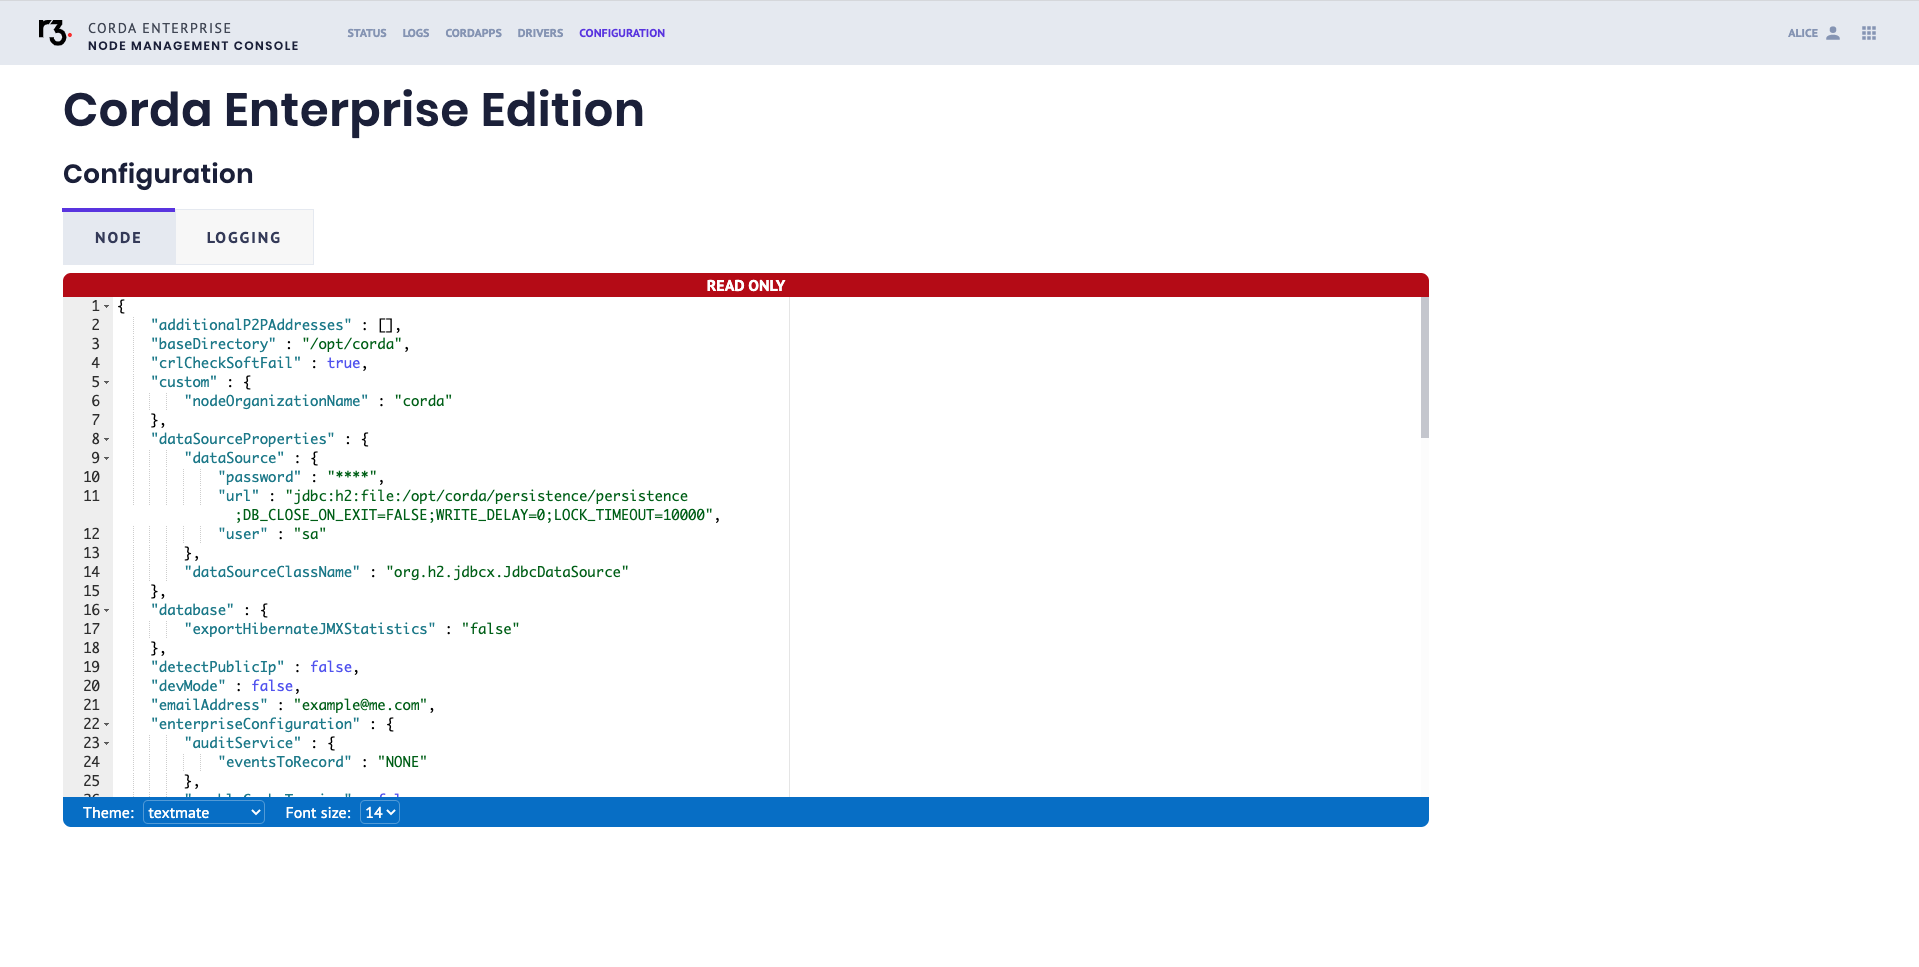 r3.
CORDA ENTERPRISE
NODE MANAGEMENT CONSOLE
STATUS LOGS CORDAPPS DRIVERS CONFIGURATION
ALICE
Corda Enterprise Edition
Configuration
NODE LOGGING
READ ONLY
1 {
2 "additionalP2PAddresses" : [],
3 "baseDirectory" : "/opt/corda",
4 "crlCheckSoftFail" : true,
5 "custom" : {
6 "nodeOrganizationName" : "corda"
7 },
8 "dataSourceProperties" : {
9 "dataSource" : {
10 "password" : "****",
11 "url" : "jdbc:h2:file:/opt/corda/persistence/persistence
;DB_CLOSE_ON_EXIT=FALSE;WRITE_DELAY=0;LOCK_TIMEOUT=10000",
12 "user" : "sa"
13 },
14 "dataSourceClassName" : "org.h2.jdbcx.JdbcDataSource"
15 },
16 "database" : {
17 "exportHibernateJMXStatistics" : "false"
18 },
19 "detectPublicIp" : false,
20 "devMode" : false,
21 "emailAddress" : "example@me.com",
22 "enterpriseConfiguration" : {
23 "auditService" : {
24 "eventsToRecord" : "NONE"
25 },
Theme: textmate Font size: 14